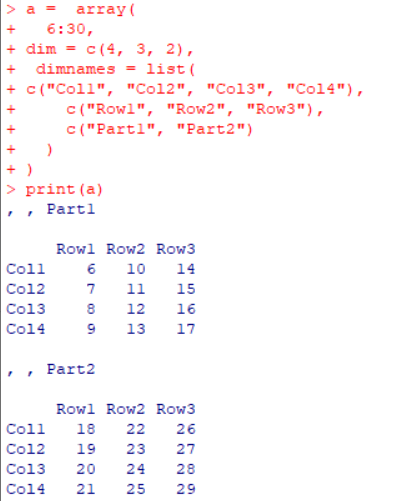 > a =  array(
+   6:30,
+ dim = c(4, 3, 2),
+  dimnames = list(
+ c("Col1", "Col2", "Col3", "Col4"),
+     c("Row1", "Row2", "Row3"),
+     c("Part1", "Part2")
+   )
+ )
> print(a)
, , Part1

     Row1 Row2 Row3
Col1    6   10   14
Col2    7   11   15
Col3    8   12   16
Col4    9   13   17

, , Part2

     Row1 Row2 Row3
Col1   18   22   26
Col2   19   23   27
Col3   20   24   28
Col4   21   25   29